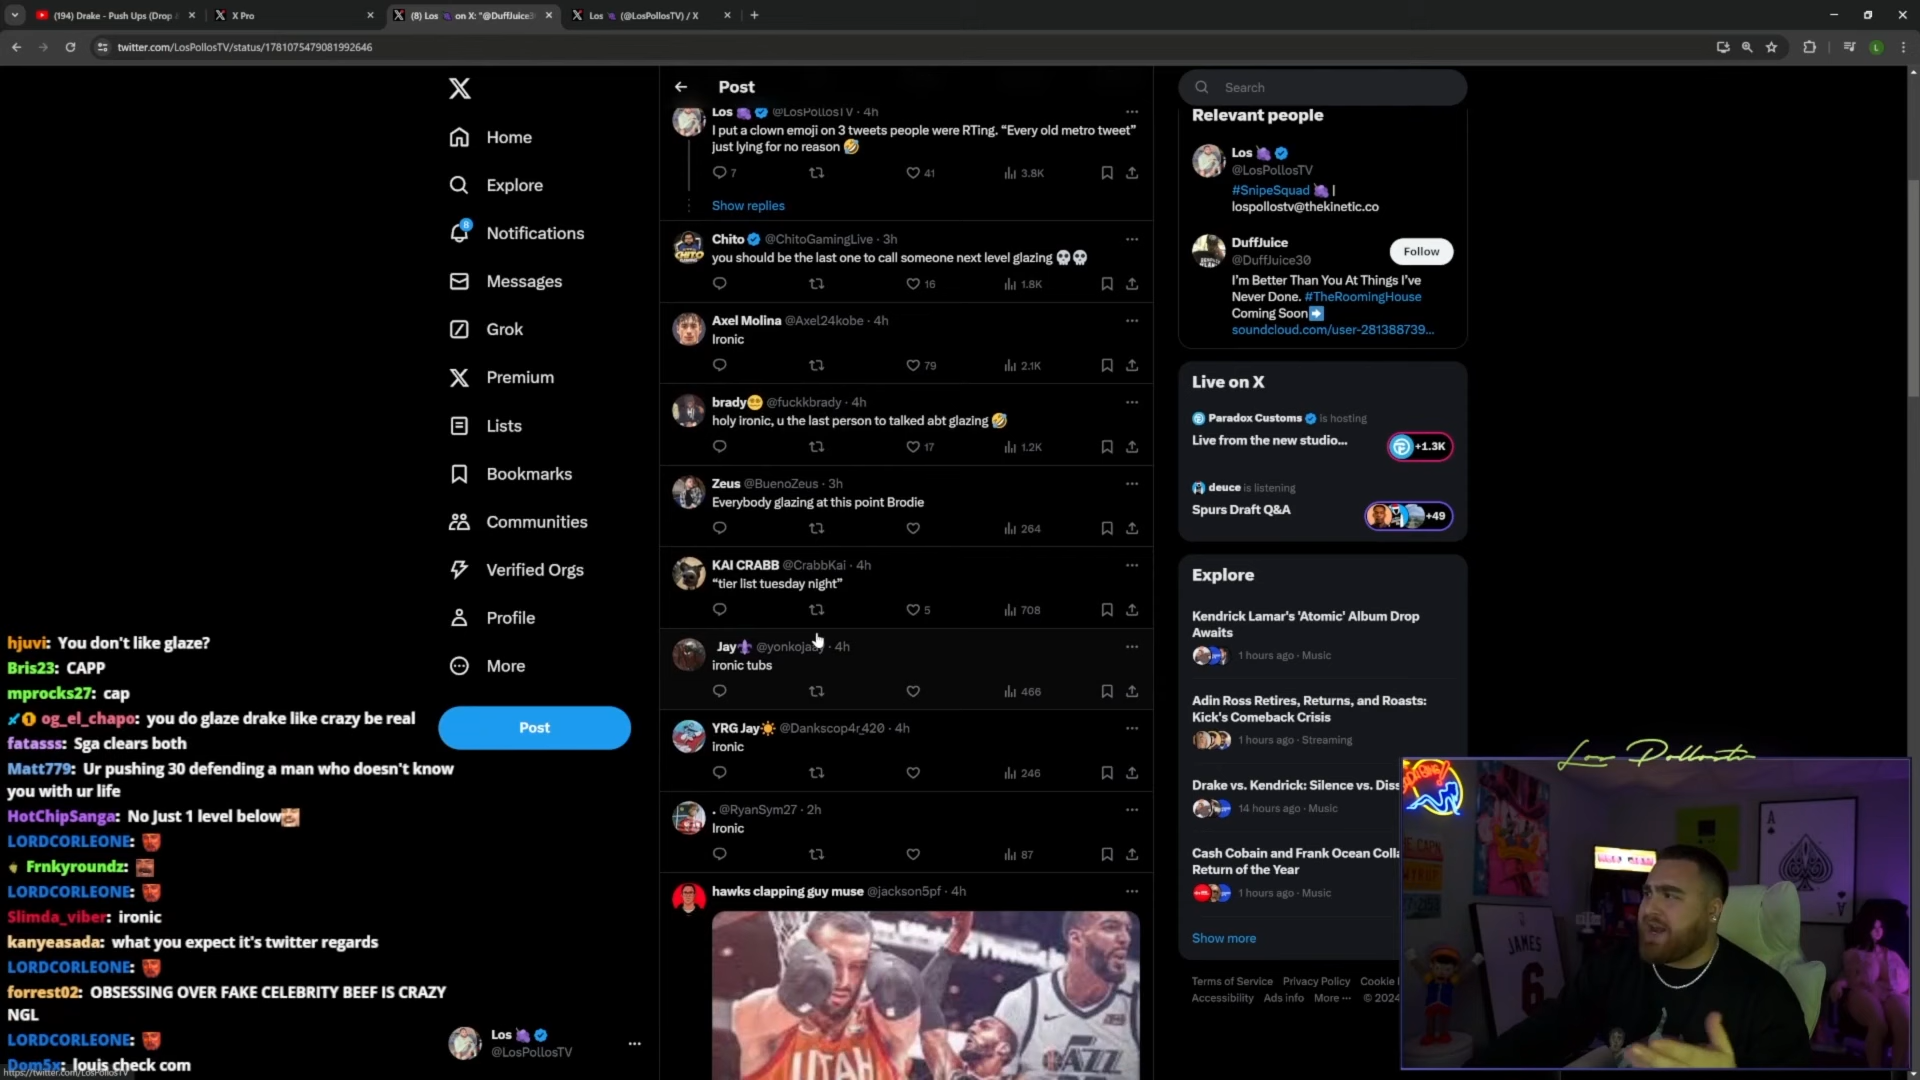 (194) Drake - Push Ups (Drop &
X Pro
(8) Los on X: "@DuffJuice3
Los (@LosPollosTV) / X
twitter.com/LosPollosTV/status/1781075479081992646
Home
Explore
Notifications
8
Messages
Grok
Premium
Lists
Bookmarks
Communities
Verified Orgs
Profile
More
Post
Los
@LosPollosTV
https://twitter.com/LosPollosTV
hjuvi: You don't like glaze?
Bris23: CAPP
mprocks27: cap
og_el_chapo: you do glaze drake like crazy be real
fatasss: Sga clears both
Matt779: Ur pushing 30 defending a man who doesn't know
you with ur life
HotChipSanga: No Just 1 level below
LORDCORLEONE:
Frnkyroundz:
LORDCORLEONE:
Slimda_viber: ironic
kanyeasada: what you expect it's twitter regards
LORDCORLEONE:
forrest02: OBSESSING OVER FAKE CELEBRITY BEEF IS CRAZY
NGL
LORDCORLEONE:
Dom5x: louis check com
Post
Los @LosPollosTV · 4h
I put a clown emoji on 3 tweets people were RTing. “Every old metro tweet”
just lying for no reason
7 41 3.8K
Show replies
Chito @ChitoGamingLive · 3h
you should be the last one to call someone next level glazing
16 1.8K
Axel Molina @Axel24kobe · 4h
Ironic
79 2.1K
brady @fuckkbrady · 4h
holy ironic, u the last person to talked abt glazing
17 1.2K
Zeus @BuenoZeus · 3h
Everybody glazing at this point Brodie
264
KAI CRABB @CrabbKai · 4h
“tier list tuesday night”
5 708
Jay · 4h
ironic tubs
466
YRG Jay @Dankscop4r_420 · 4h
ironic
246
. @RyanSym27 · 2h
Ironic
87
hawks clapping guy muse @jackson5pf · 4h
UTAH
JAZZ
Search
Relevant people
Los
@LosPollosTV
#SnipeSquad |
lospollostv@thekinetic.co
DuffJuice
@DuffJuice30
Follow
I’m Better Than You At Things I’ve
Never Done. #TheRoomingHouse
Coming Soon
soundcloud.com/user-281388739…
Live on X
Paradox Customs is hosting
Live from the new studio...
+1.3K
deuce is listening
Spurs Draft Q&A
+49
Explore
Kendrick Lamar's 'Atomic' Album Drop
Awaits
1 hours ago · Music
Adin Ross Retires, Returns, and Roasts:
Kick's Comeback Crisis
1 hours ago · Streaming
Drake vs. Kendrick: Silence vs. Diss
14 hours ago · Music
Cash Cobain and Frank Ocean Colla
Return of the Year
1 hours ago · Music
Show more
Terms of Service Privacy Policy Cookie
Accessibility Ads info More ··· © 2024
Los Pollostv
JAMES
6
A